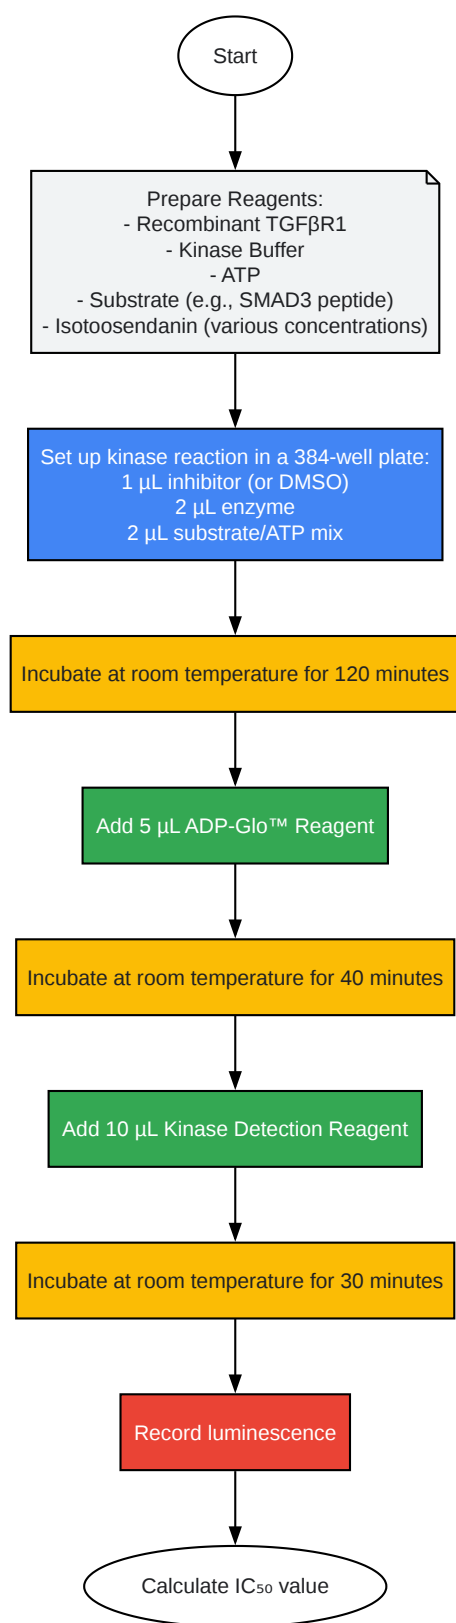 Start
Prepare Reagents:
- Recombinant TGFβR1
- Kinase Buffer
- ATP
- Substrate (e.g., SMAD3 peptide)
- Isotoosendanin (various concentrations)
Set up kinase reaction in a 384-well plate:
1 µL inhibitor (or DMSO)
2 µL enzyme
2 µL substrate/ATP mix
Incubate at room temperature for 120 minutes
Add 5 µL ADP-Glo™ Reagent
Incubate at room temperature for 40 minutes
Add 10 µL Kinase Detection Reagent
Incubate at room temperature for 30 minutes
Record luminescence
Calculate IC₅₀ value